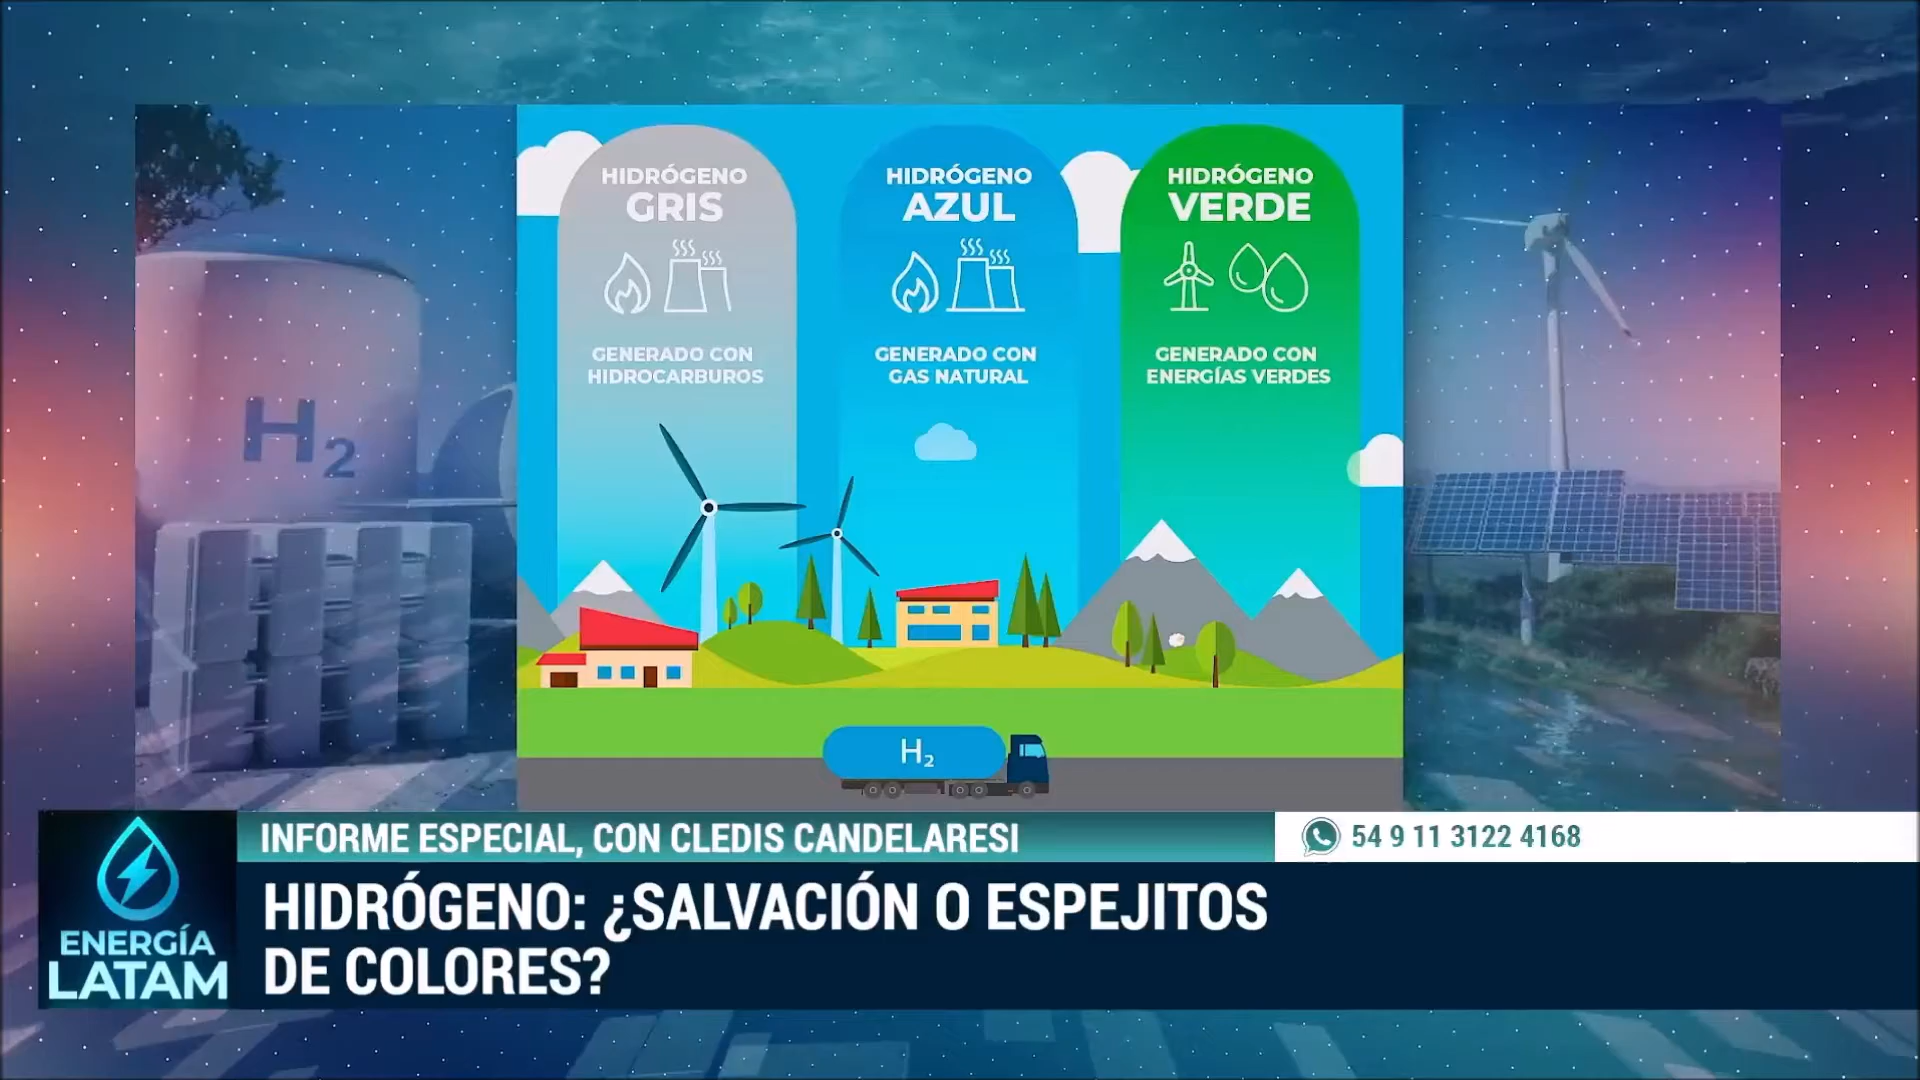 HIDRÓGENO
GRIS
GENERADO CON
HIDROCARBUROS
HIDRÓGENO
AZUL
GENERADO CON
GAS NATURAL
HIDRÓGENO
VERDE
GENERADO CON
ENERGÍAS VERDES
H₂
H₂
INFORME ESPECIAL, CON CLEDIS CANDELARESI
54 9 11 3122 4168
HIDRÓGENO: ¿SALVACIÓN O ESPEJITOS
DE COLORES?
ENERGÍA
LATAM